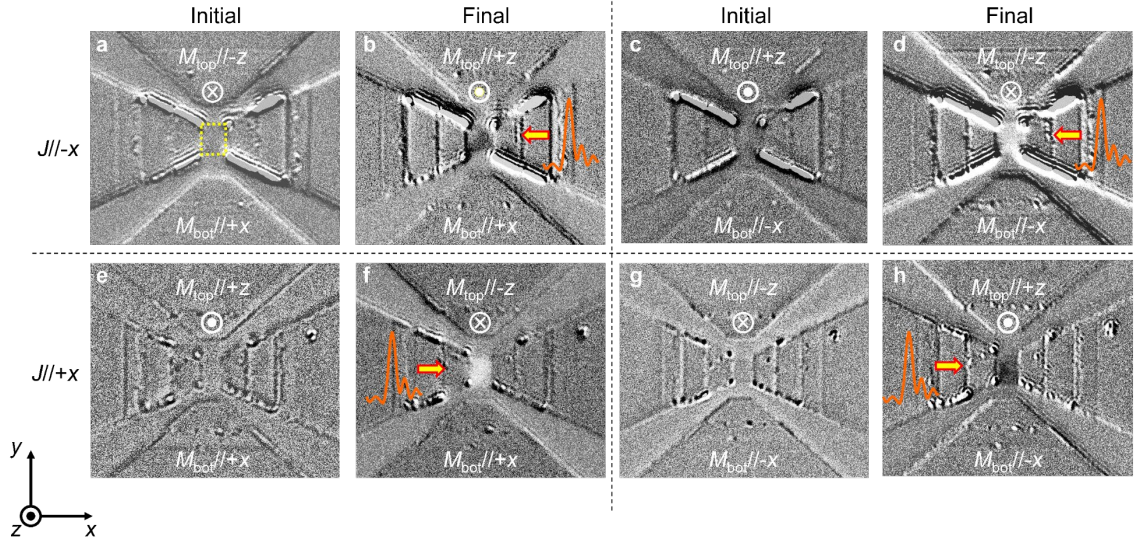 Initial Final Initial Final
a M_top//-z b M_top//+z c M_top//+z d M_top//-z
J//-x
M_bot//+x M_bot//+x M_bot//-x M_bot//-x
e M_top//+z f M_top//-z g M_top//-z h M_top//+z
J//+x
M_bot//+x M_bot//+x M_bot//-x M_bot//-x
y
z x